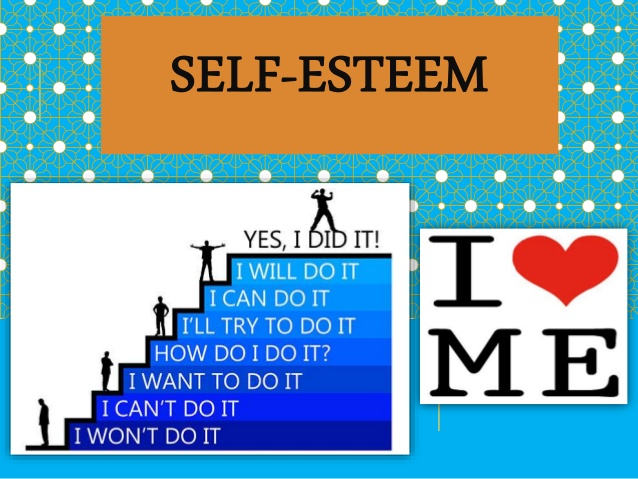 SELF-ESTEEM
YES, I DID IT!
I WILL DO IT
I CAN DO IT
I'LL TRY TO DO IT
HOW DO I DO IT?
I WANT TO DO IT
I CAN'T DO IT
I WON'T DO IT
I ❤
ME